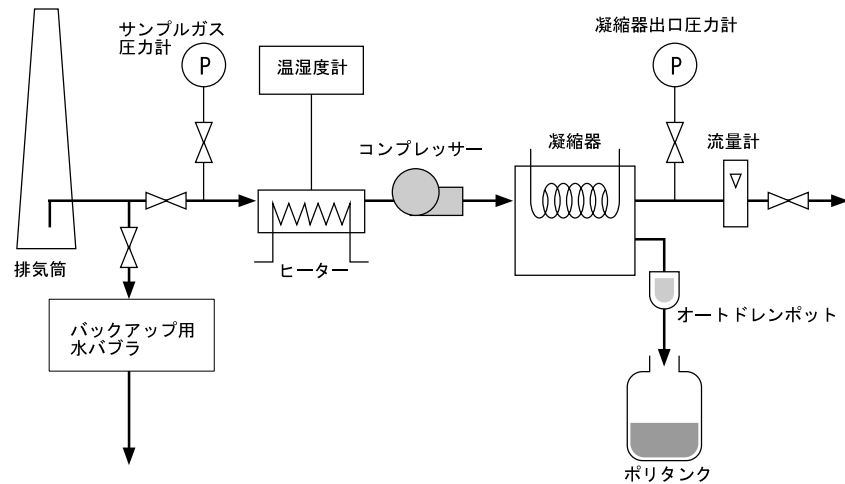 サンプルガス
圧力計
P
温湿度計
コンプレッサー
凝縮器
凝縮器出口圧力計
P
流量計
排気筒
ヒーター
バックアップ用
水バブラ
オートドレンポット
ポリタンク